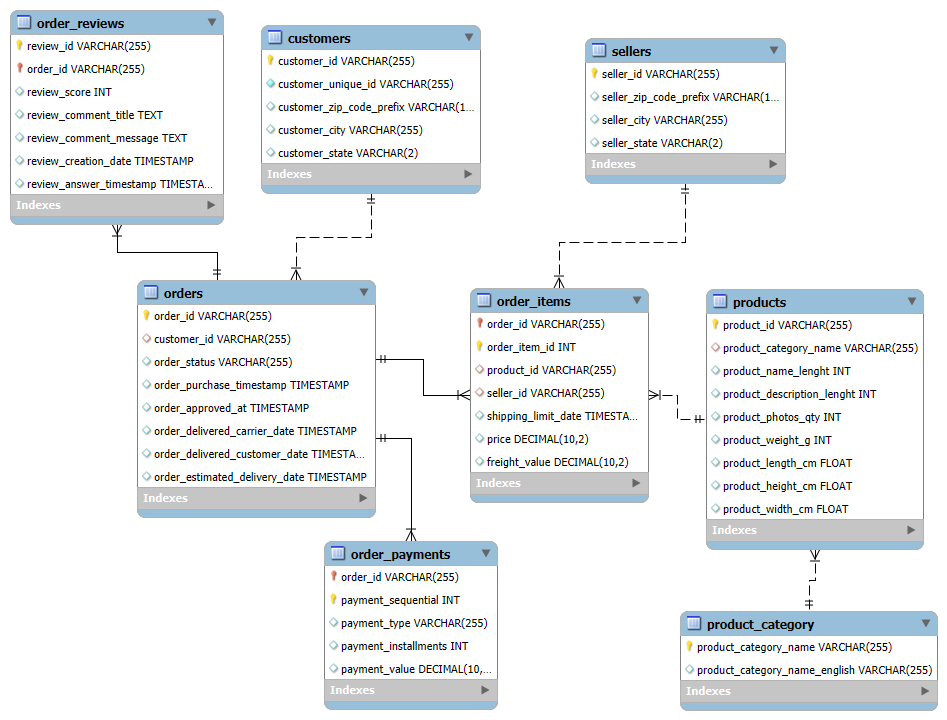 order_reviews
review_id VARCHAR(255)
order_id VARCHAR(255)
review_score INT
review_comment_title TEXT
review_comment_message TEXT
review_creation_date TIMESTAMP
review_answer_timestamp TIMESTA...
Indexes
customers
customer_id VARCHAR(255)
customer_unique_id VARCHAR(255)
customer_zip_code_prefix VARCHAR(1...
customer_city VARCHAR(255)
customer_state VARCHAR(2)
Indexes
sellers
seller_id VARCHAR(255)
seller_zip_code_prefix VARCHAR(1...
seller_city VARCHAR(255)
seller_state VARCHAR(2)
Indexes
orders
order_id VARCHAR(255)
customer_id VARCHAR(255)
order_status VARCHAR(255)
order_purchase_timestamp TIMESTAMP
order_approved_at TIMESTAMP
order_delivered_carrier_date TIMESTAMP
order_delivered_customer_date TIMESTA...
order_estimated_delivery_date TIMESTAMP
Indexes
order_items
order_id VARCHAR(255)
order_item_id INT
product_id VARCHAR(255)
seller_id VARCHAR(255)
shipping_limit_date TIMESTA...
price DECIMAL(10,2)
freight_value DECIMAL(10,2)
Indexes
products
product_id VARCHAR(255)
product_category_name VARCHAR(255)
product_name_lenght INT
product_description_lenght INT
product_photos_qty INT
product_weight_g INT
product_length_cm FLOAT
product_height_cm FLOAT
product_width_cm FLOAT
Indexes
order_payments
order_id VARCHAR(255)
payment_sequential INT
payment_type VARCHAR(255)
payment_installments INT
payment_value DECIMAL(10,...
Indexes
product_category
product_category_name VARCHAR(255)
product_category_name_english VARCHAR(255)
Indexes